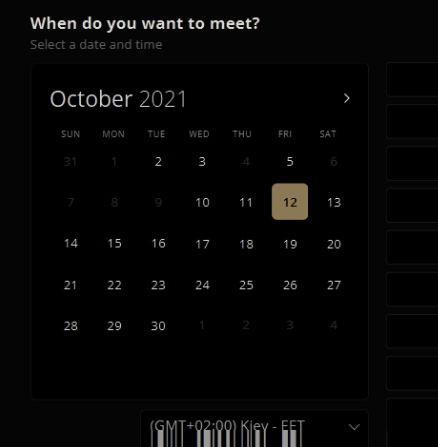 When do you want to meet?
Select a date and time
October 2021
SUN MON TUE WED THU FRI SAT
31 1 2 3 4 5 6
7 8 9 10 11 12 13
14 15 16 17 18 19 20
21 22 23 24 25 26 27
28 29 30 1 2 3 4
(GMT+02:00) Kiev - EET